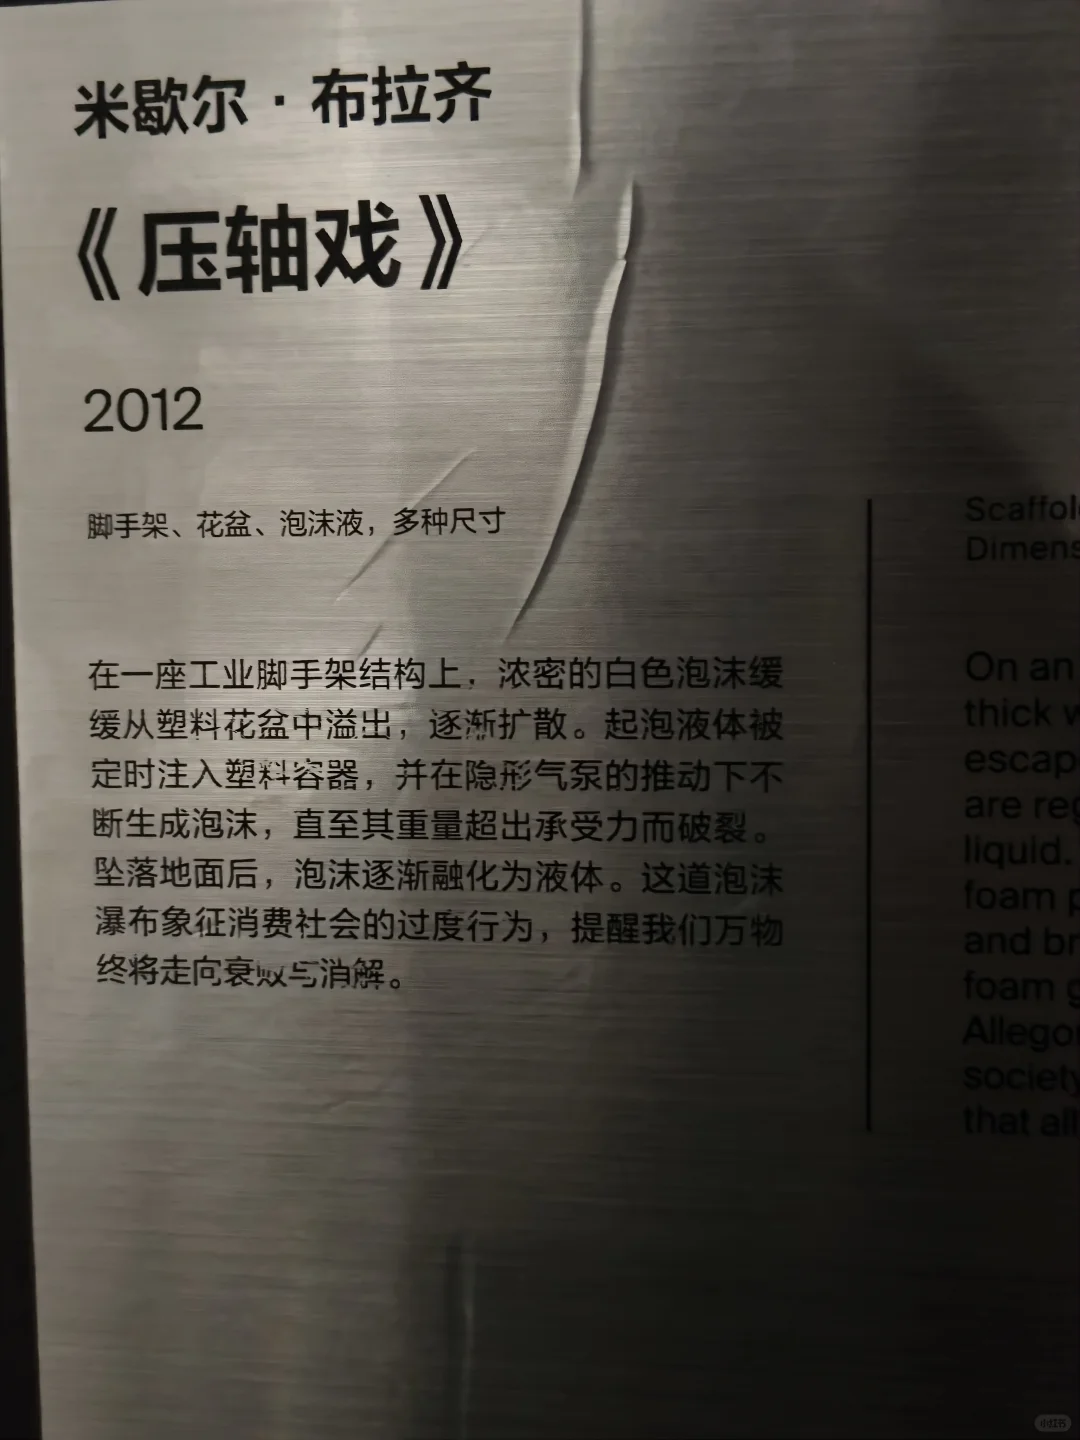 米歇尔·布拉齐
《压轴戏》
2012
脚手架、花盆、泡沫液，多种尺寸
在一座工业脚手架结构上，浓密的白色泡沫缓
缓从塑料花盆中溢出，逐渐扩散。起泡液体被
定时注入塑料容器，并在隐形气泵的推动下不
断生成泡沫，直至其重量超出承受力而破裂。
坠落地面后，泡沫逐渐融化为液体。这道泡沫
瀑布象征消费社会的过度行为，提醒我们万物
终将走向衰败与消解。
Scaffol
Dimens
On an
thick w
escap
are reg
liquid.
foam p
and br
foam g
Allegor
society
that all